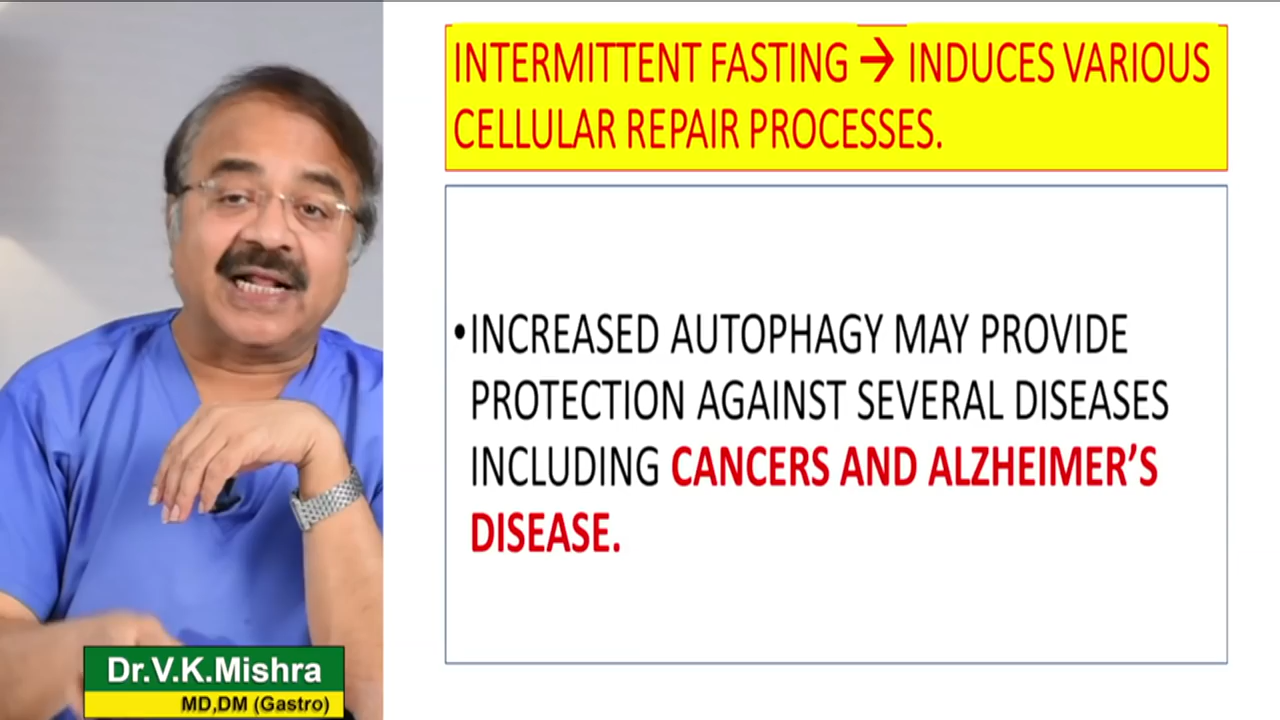 INTERMITTENT FASTING → INDUCES VARIOUS
CELLULAR REPAIR PROCESSES.
•INCREASED AUTOPHAGY MAY PROVIDE
PROTECTION AGAINST SEVERAL DISEASES
INCLUDING CANCERS AND ALZHEIMER’S
DISEASE.
Dr.V.K.Mishra
MD,DM (Gastro)